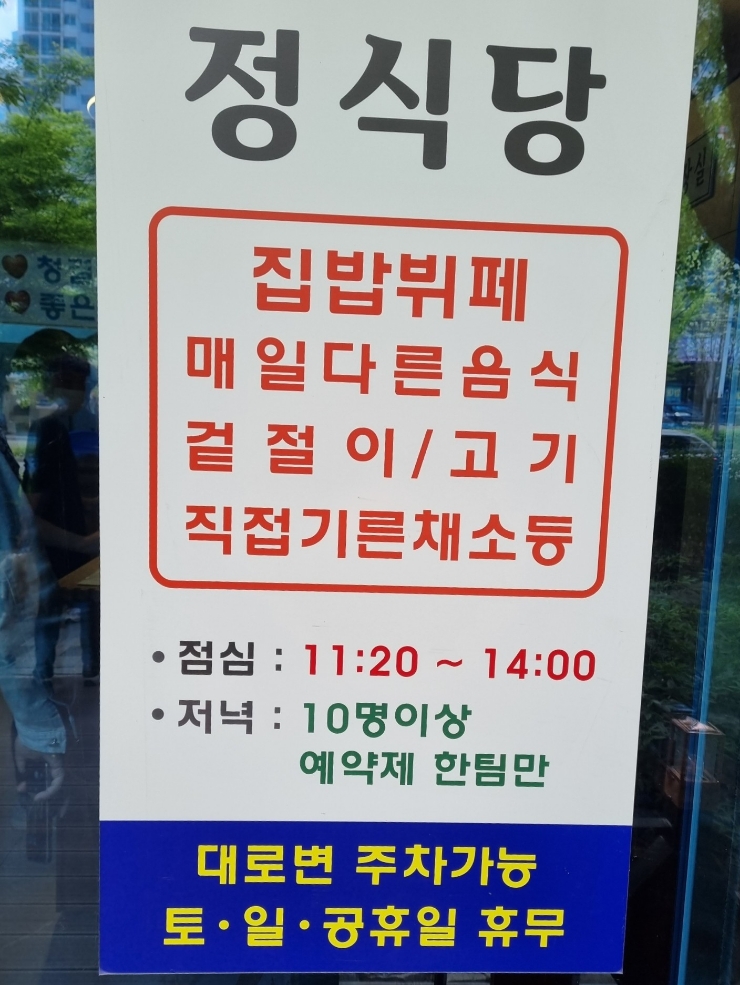 정식당
집밥뷔페
매일다른음식
겉절이/고기
직접기른채소등
• 점심 : 11:20 ~ 14:00
• 저녁 : 10명이상
예약제 한팀만
대로변 주차가능
토·일·공휴일 휴무